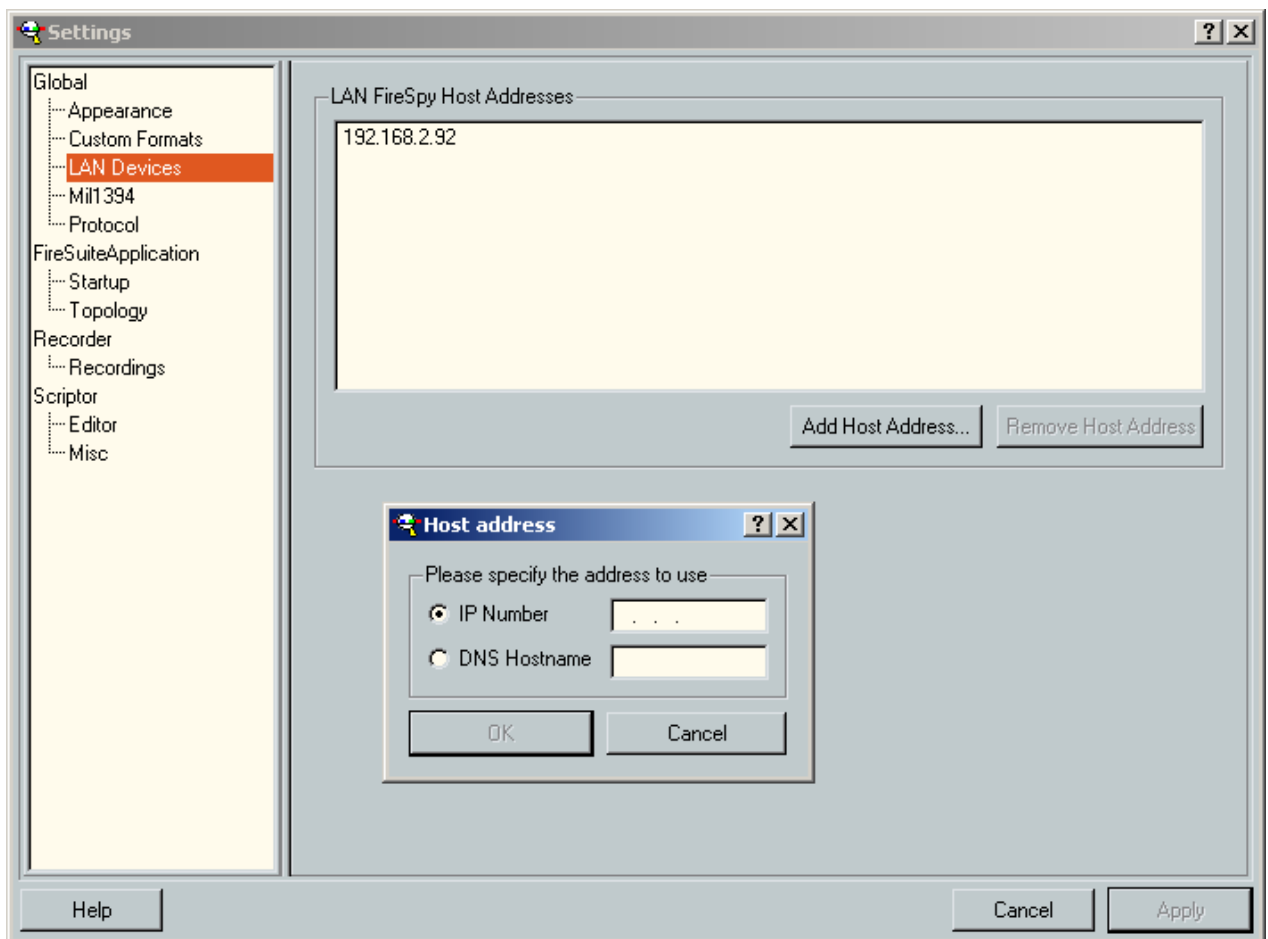 Settings
Global
Appearance
Custom Formats
LAN Devices
Mil1394
Protocol
FireSuiteApplication
Startup
Topology
Recorder
Recordings
Scriptor
Editor
Misc
LAN FireSpy Host Addresses
192.168.2.92
Add Host Address... Remove Host Address
Host address
Please specify the address to use
IP Number . . .
DNS Hostname
OK Cancel
Help Cancel Apply